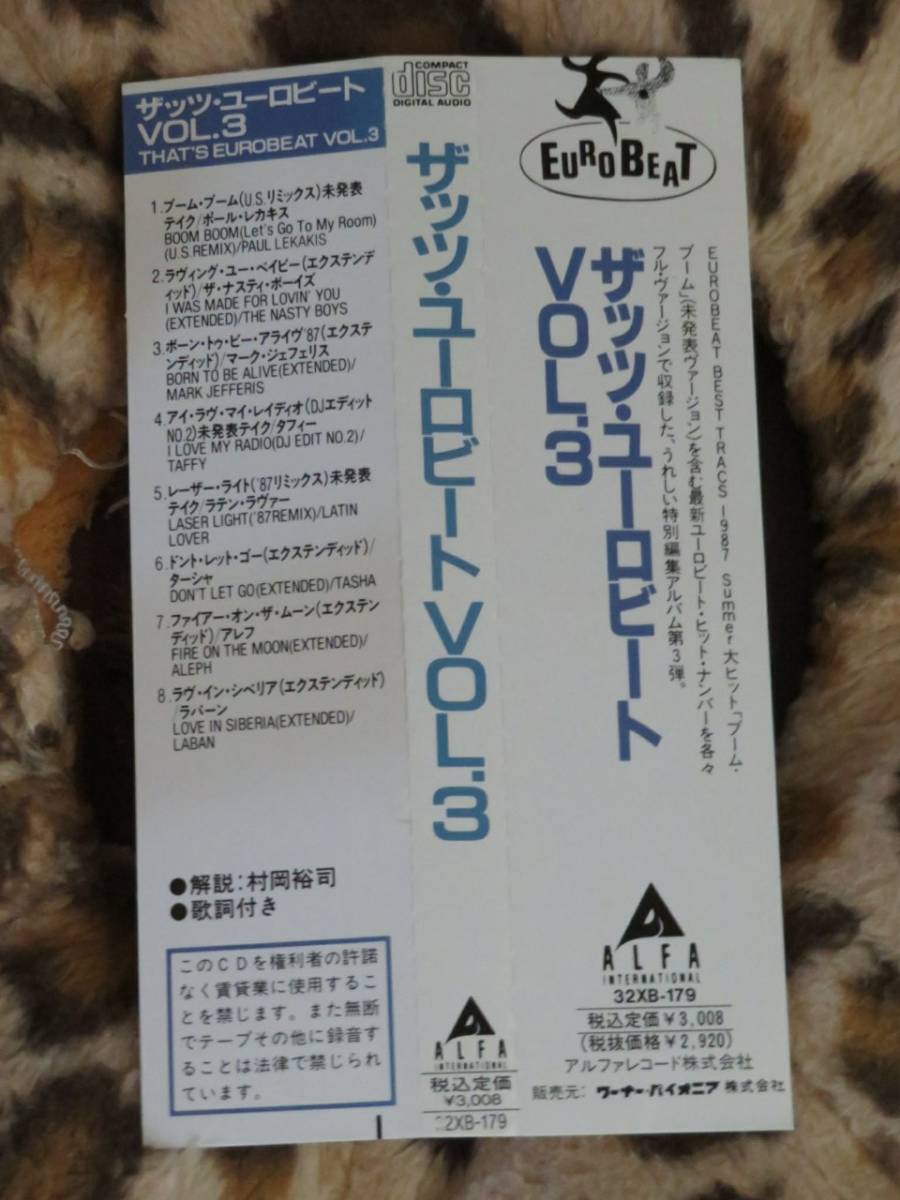 ザッツ・ユーロビート
VOL.3
THAT'S EUROBEAT VOL.3
1.ブーム・ブーム(U.S.リミックス)未発表
テイク/ポール・レカキス
BOOM BOOM(Let's Go To My Room)
(U.S.REMIX)/PAUL LEKAKIS
2.ラヴィング・ユー・ベイビー(エクステンデ
ィッド)/ザ・ナスティ・ボーイズ
I WAS MADE FOR LOVIN' YOU
(EXTENDED)/THE NASTY BOYS
3.ボーン・トゥ・ビー・アライヴ'87(エクステ
ンディッド)/マーク・ジェフェリス
BORN TO BE ALIVE(EXTENDED)/
MARK JEFFERIS
4.アイ・ラヴ・マイ・レイディオ(DJエディット
NO.2)未発表テイク/タフィー
I LOVE MY RADIO(DJ EDIT NO.2)/
TAFFY
5.レーザー・ライト('87リミックス)未発表
テイク/ラテン・ラヴァー
LASER LIGHT('87REMIX)/LATIN
LOVER
6.ドント・レット・ゴー(エクステンディッド)/
ターシャ
DON'T LET GO(EXTENDED)/TASHA
7.ファイアー・オン・ザ・ムーン(エクステン
ディッド)/アレフ
FIRE ON THE MOON(EXTENDED)/
ALEPH
8.ラヴ・イン・シベリア(エクステンディッド)
/ラバーン
LOVE IN SIBERIA(EXTENDED)/
LABAN
●解説:村岡裕司
●歌詞付き
このCDを権利者の許諾
なく賃貸業に使用するこ
とを禁じます。また無断
でテープその他に録音す
ることは法律で禁じられ
ています。
COMPACT
disc
DIGITAL AUDIO
ザッツ・ユーロビート VOL.3
ALFA
INTERNATIONAL
税込定価
¥3,008
32XB-179
EUROBEAT
EUROBEAT BEST TRACS 1987 Summer 大ヒット「ブーム・
ブーム」(未発表ヴァージョン)を含む最新ユーロビート・ヒット・ナンバーを各々
フル・ヴァージョンで収録した、うれしい特別編集アルバム第3弾。
ザッツ・ユーロビート
VOL.3
ALFA
INTERNATIONAL
32XB-179
税込定価¥3,008
(税抜価格¥2,920)
アルファレコード株式会社
販売元:ワーナー・パイオニア株式会社